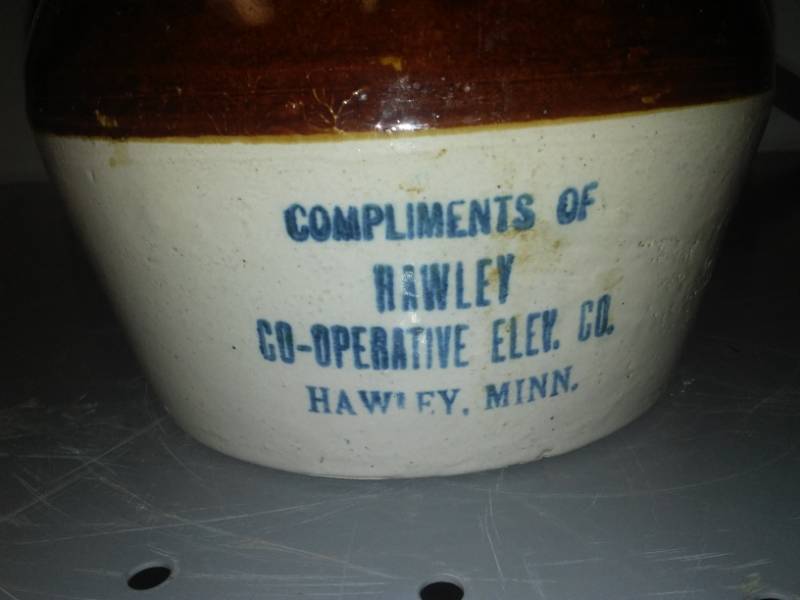 COMPLIMENTS OF
HAWLEY
CO-OPERATIVE ELEV. CO.
HAWLEY, MINN.